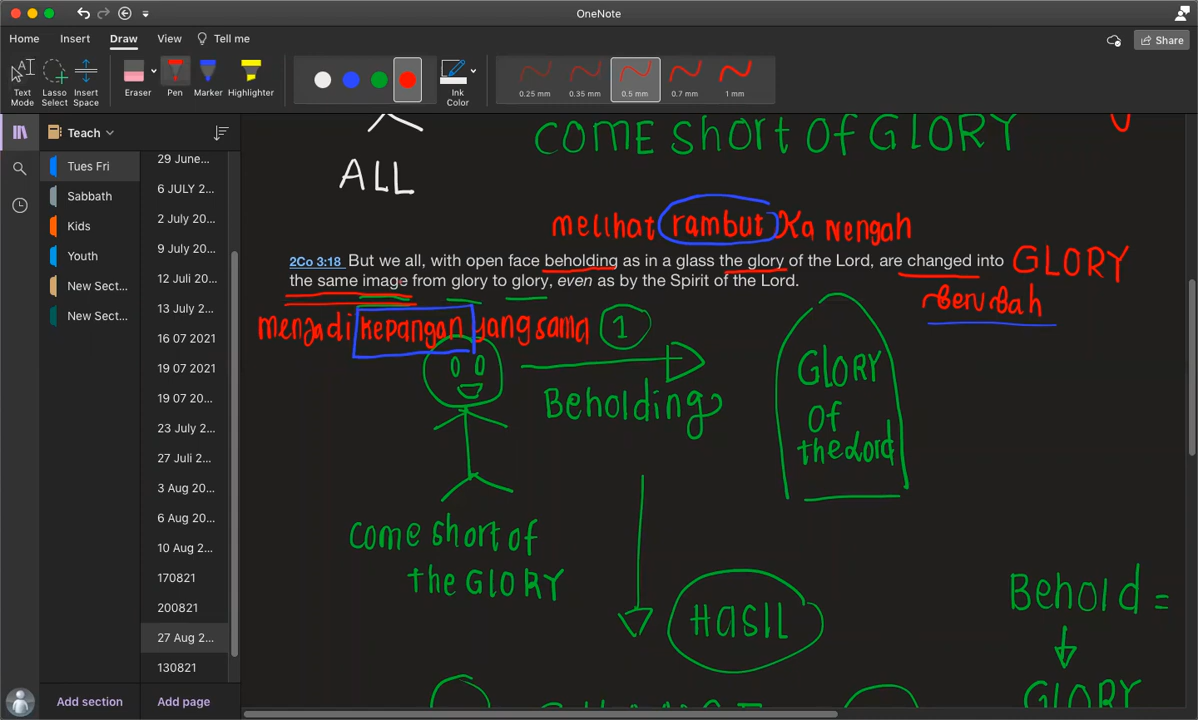 OneNote
Home Insert Draw View Tell me
Share
Text Mode
Lasso Select
Insert Space
Eraser
Pen
Marker
Highlighter
Ink Color
0.25 mm
0.35 mm
0.5 mm
0.7 mm
1 mm
Teach
Tues Fri
Sabbath
Kids
Youth
New Sect...
New Sect...
29 June...
6 JULY 2...
2 July 20...
9 July 20...
12 Juli 20...
13 July 2...
16 07 2021
19 07 2021
19 07 202...
23 July 2...
27 Juli 20...
3 Aug 20...
6 Aug 20...
10 Aug 2...
170821
200821
27 Aug 2...
130821
Add section
Add page
COME short of GLORY
ALL
melihat rambut Ka Nengah
2Co 3:18 But we all, with open face beholding as in a glass the glory of the Lord, are changed into
the same image from glory to glory, even as by the Spirit of the Lord.
GLORY
Berubah
menjadi kepangan yang sama 1
Beholding
GLORY
of
the Lord
Come short of
the GLORY
HasIL
Behold =
GLORY